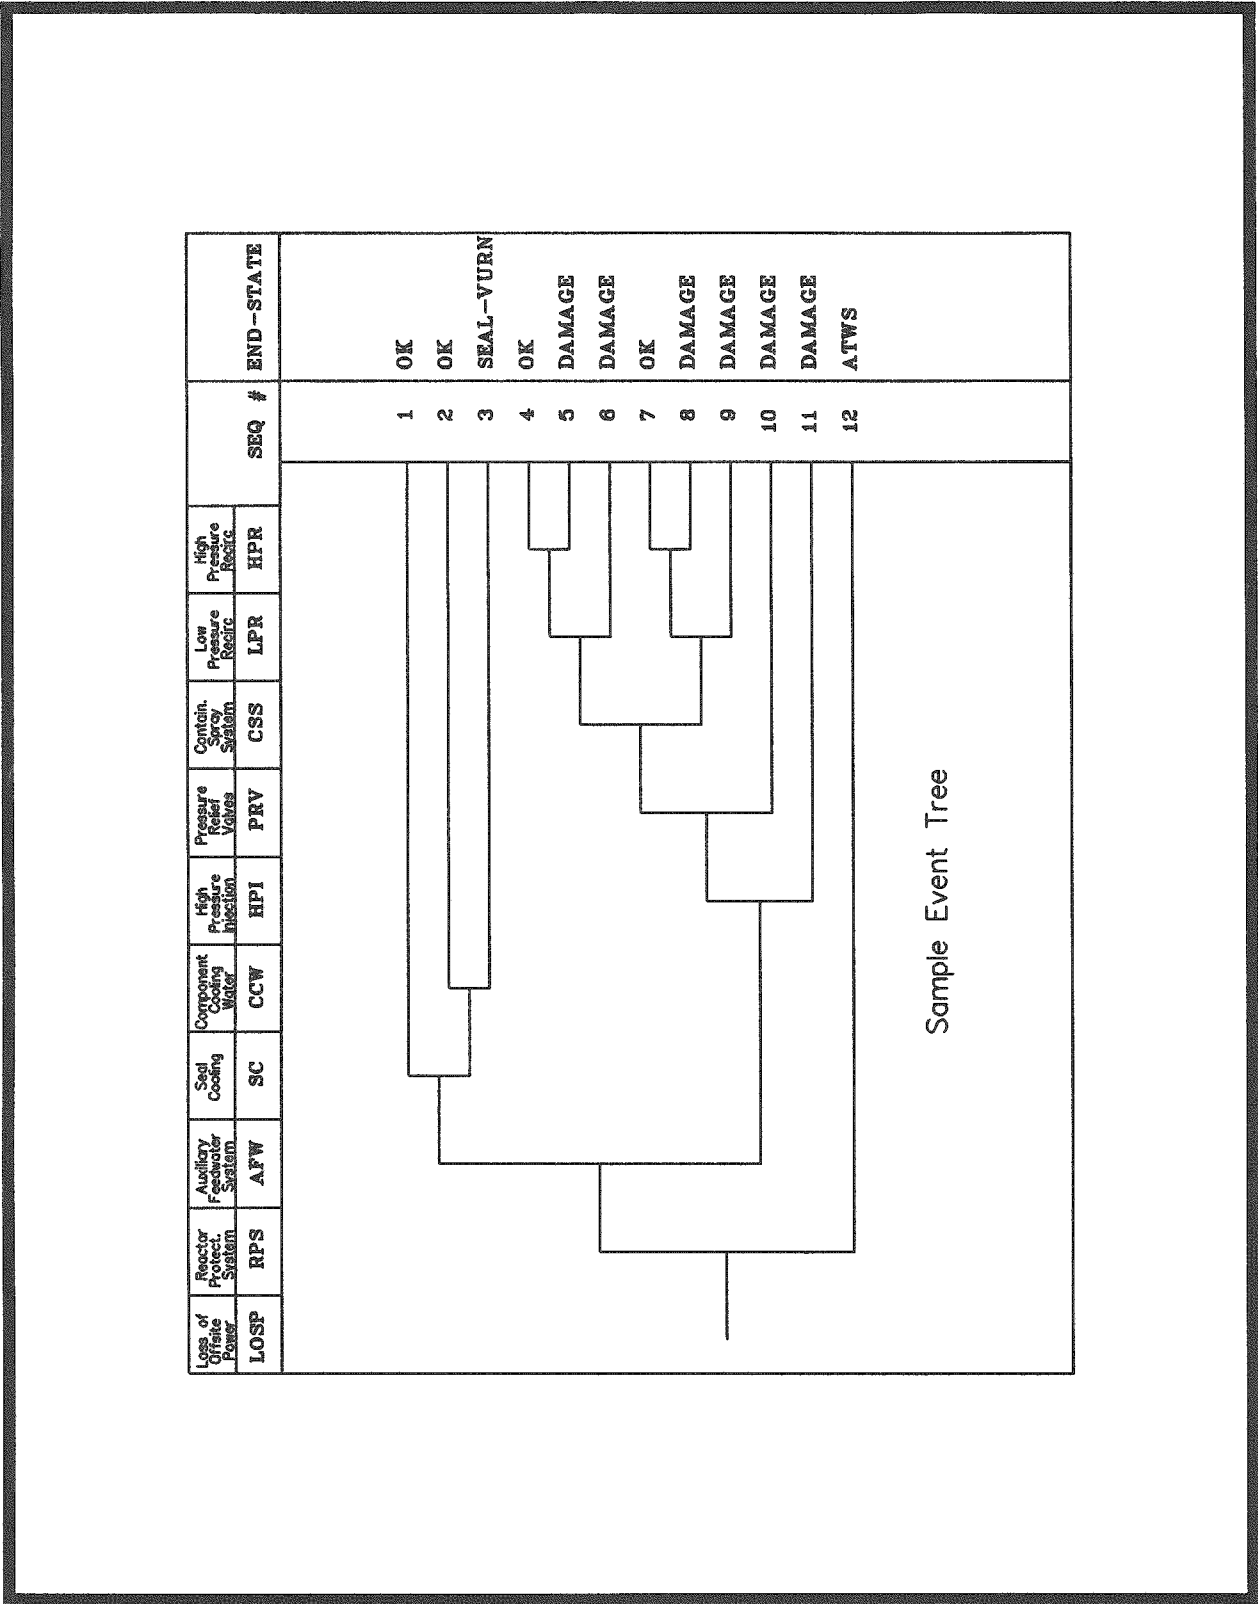 Loss of
Offsite
Power
Reactor
Protect.
System
Auxiliary
Feedwater
System
Seal
Cooling
Component
Cooling
Water
High
Pressure
Injection
Pressure
Relief
Valves
Contain.
Spray
System
Low
Pressure
Recirc
High
Pressure
Recirc
LOSP
RPS
AFW
SC
CCW
HPI
PRV
CSS
LPR
HPR
SEQ #
END-STATE
1 OK
2 OK
3 SEAL-VURN
4 OK
5 DAMAGE
6 DAMAGE
7 OK
8 DAMAGE
9 DAMAGE
10 DAMAGE
11 DAMAGE
12 ATWS
Sample Event Tree